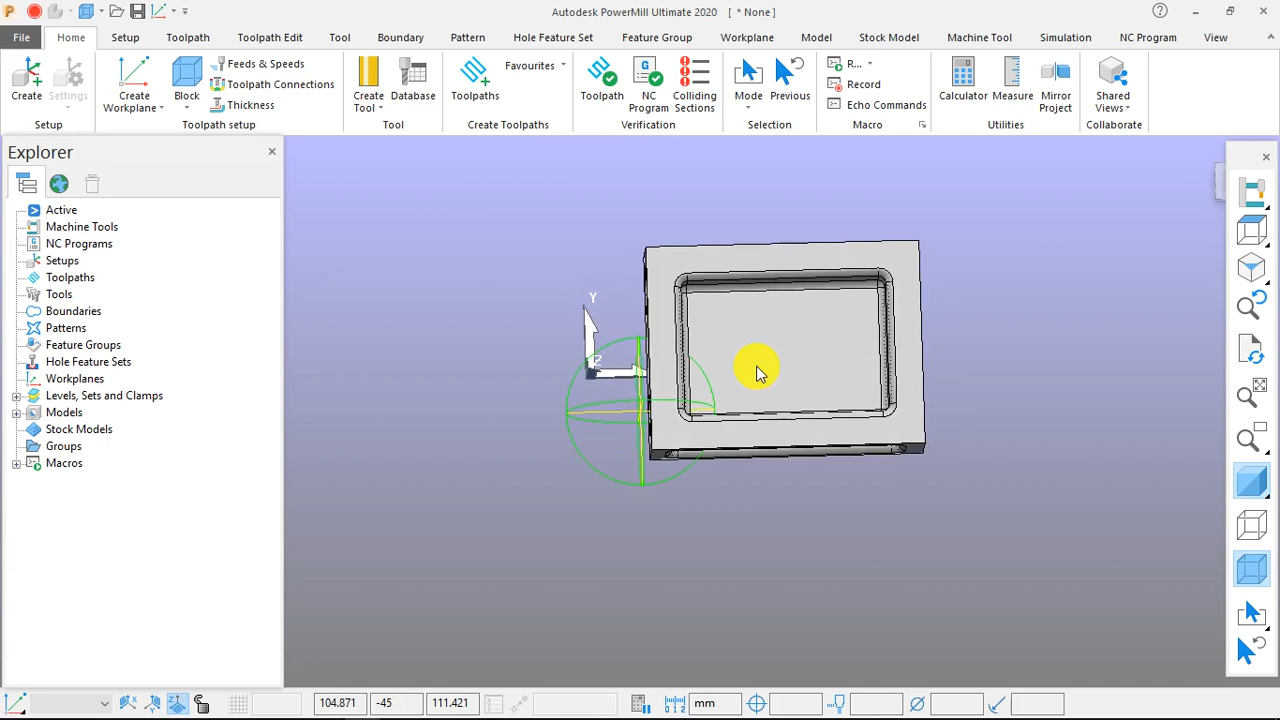 Autodesk PowerMill Ultimate 2020 [ * None ]
File Home Setup Toolpath Toolpath Edit Tool Boundary Pattern Hole Feature Set Feature Group Workplane Model Stock Model Machine Tool Simulation NC Program View
Create
Settings
Setup
Create Workplane
Block
Feeds & Speeds
Toolpath Connections
Thickness
Toolpath setup
Create Tool
Database
Tool
Toolpaths
Favourites
Create Toolpaths
Toolpath
NC Program
Colliding Sections
Verification
Mo...
Previous
Selection
R...
Record
Echo Commands
Macro
Calculator
Measure
Mirror Project
Utilities
Shared Views
Collaborate
Explorer
Active
Machine Tools
NC Programs
Setups
Toolpaths
Tools
Boundaries
Patterns
Feature Groups
Hole Feature Sets
Workplanes
Levels, Sets and Clamps
Models
Stock Models
Groups
Macros
Y
Z
104.871 -45 111.421 mm